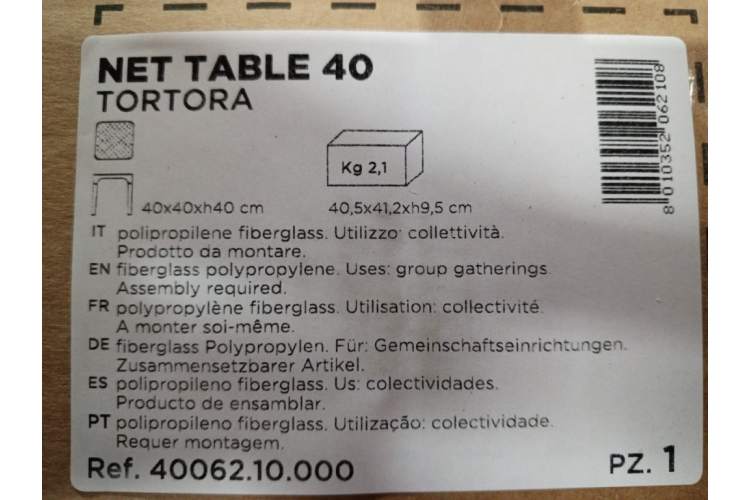 NET TABLE 40
TORTORA
Kg 2,1
40x40xh40 cm
40,5x41,2xh9,5 cm
IT polipropilene fiberglass. Utilizzo: collettività.
Prodotto da montare.
EN fiberglass polypropylene. Uses: group gatherings.
Assembly required.
FR polypropylène fiberglass. Utilisation: collectivité.
A monter soi-même.
DE fiberglass Polypropylen. Für: Gemeinschaftseinrichtungen.
Zusammensetzbarer Artikel.
ES polipropileno fiberglass. Us: colectividades.
Producto de ensamblar.
PT polipropileno fiberglass. Utilização: colectividade.
Requer montagem.
Ref. 40062.10.000
PZ. 1
8 010352 062108